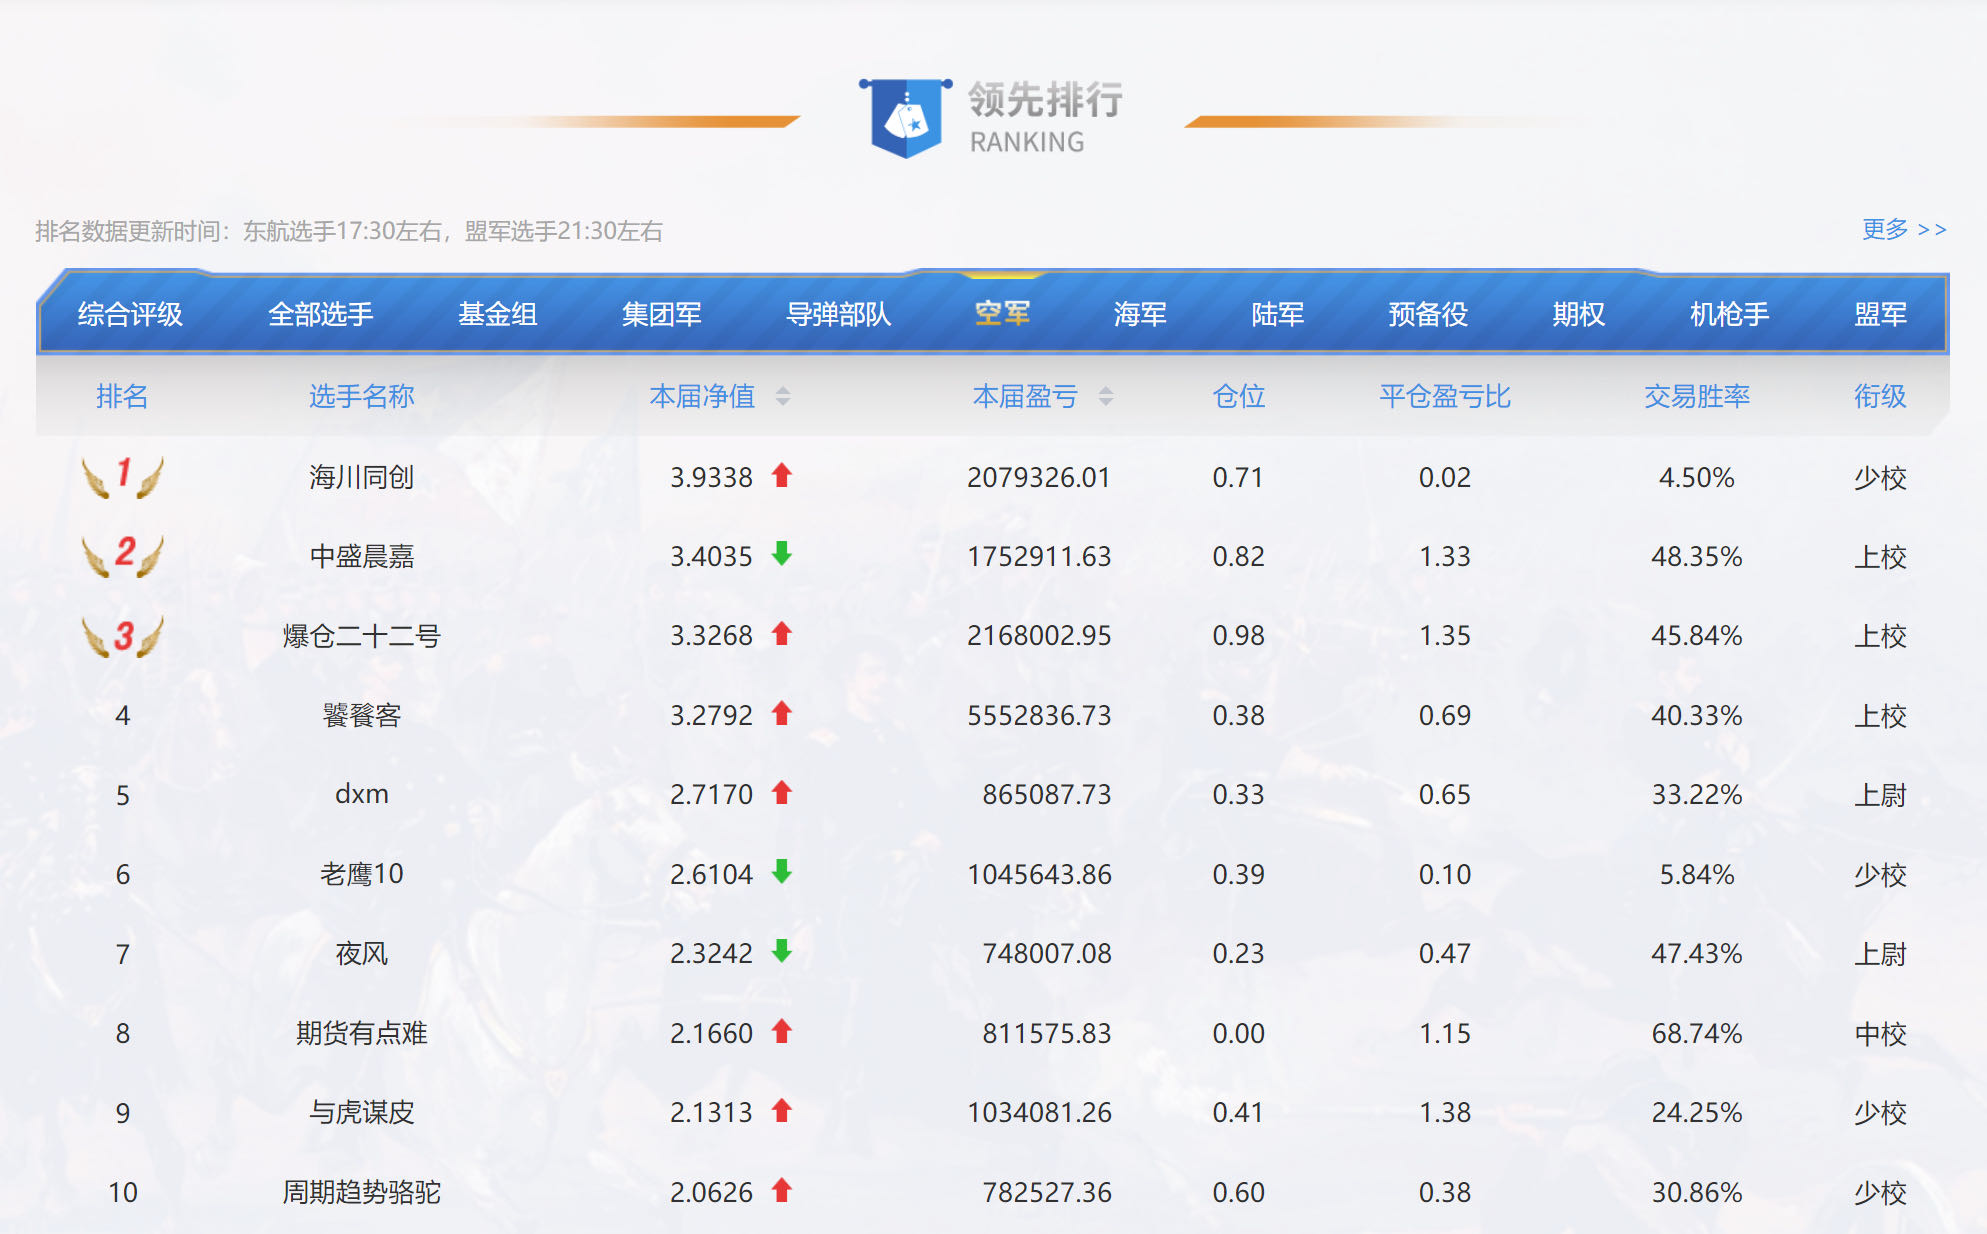 领先排行
RANKING
排名数据更新时间：东航选手17:30左右，盟军选手21:30左右
更多 >>
综合评级 全部选手 基金组 集团军 导弹部队 空军 海军 陆军 预备役 期权 机枪手 盟军
排名 选手名称 本届净值 本届盈亏 仓位 平仓盈亏比 交易胜率 衔级
1 海川同创 3.9338 2079326.01 0.71 0.02 4.50% 少校
2 中盛晨嘉 3.4035 1752911.63 0.82 1.33 48.35% 上校
3 爆仓二十二号 3.3268 2168002.95 0.98 1.35 45.84% 上校
4 饕餮客 3.2792 5552836.73 0.38 0.69 40.33% 上校
5 dxm 2.7170 865087.73 0.33 0.65 33.22% 上尉
6 老鹰10 2.6104 1045643.86 0.39 0.10 5.84% 少校
7 夜风 2.3242 748007.08 0.23 0.47 47.43% 上尉
8 期货有点难 2.1660 811575.83 0.00 1.15 68.74% 中校
9 与虎谋皮 2.1313 1034081.26 0.41 1.38 24.25% 少校
10 周期趋势骆驼 2.0626 782527.36 0.60 0.38 30.86% 少校